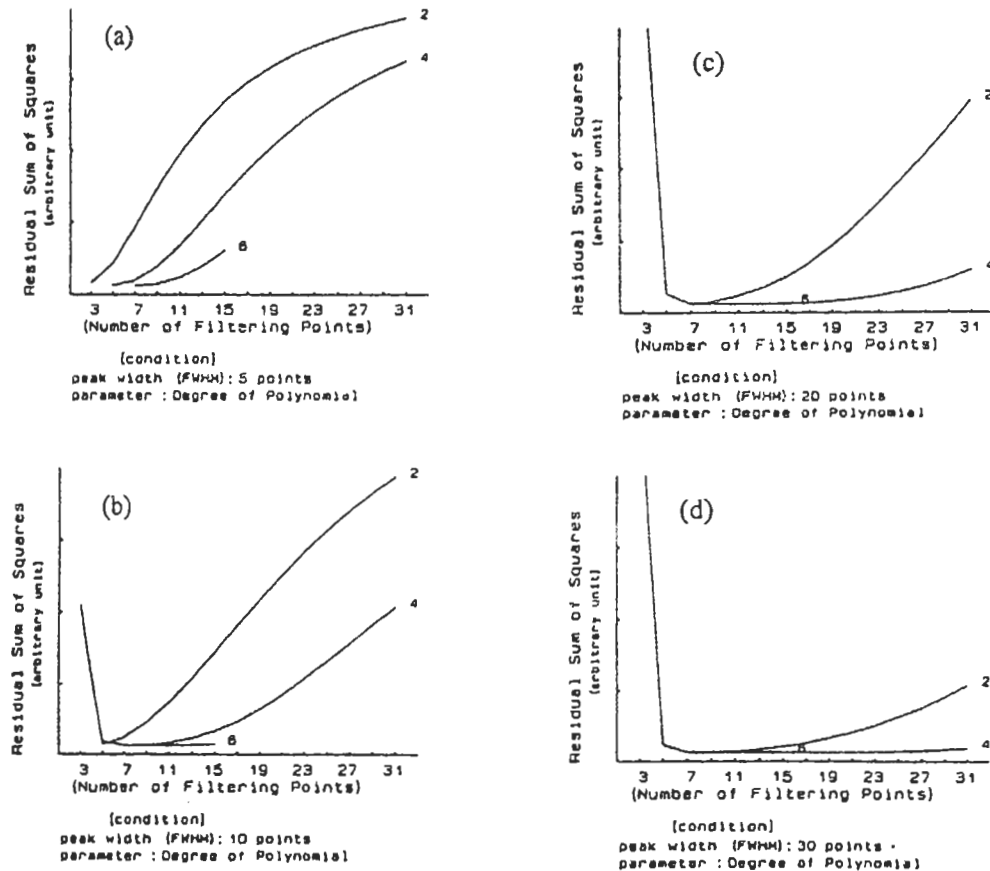 (a)
Residual Sum of Squares
(arbitrary unit)
2
4
6
3 7 11 15 19 23 27 31
(Number of Filtering Points)
[condition]
peak width (FWHM): 5 points
parameter : Degree of Polynomial
(c)
Residual Sum of Squares
(arbitrary unit)
2
4
6
3 7 11 15 19 23 27 31
(Number of Filtering Points)
[condition]
peak width (FWHM): 20 points
parameter : Degree of Polynomial
(b)
Residual Sum of Squares
(arbitrary unit)
2
4
6
3 7 11 15 19 23 27 31
(Number of Filtering Points)
[condition]
peak width (FWHM): 10 points
parameter : Degree of Polynomial
(d)
Residual Sum of Squares
(arbitrary unit)
2
6
4
3 7 11 15 19 23 27 31
(Number of Filtering Points)
[condition]
peak width (FWHM): 30 points
parameter : Degree of Polynomial